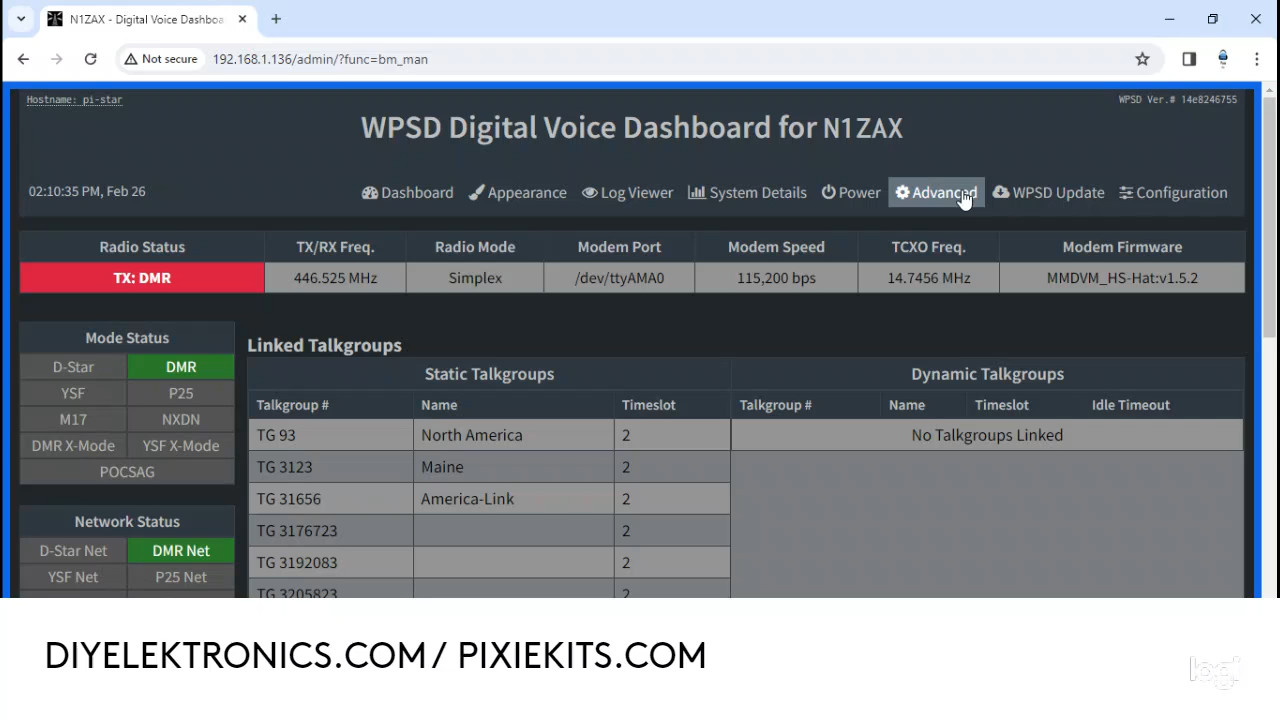 N1ZAX - Digital Voice Dashboa
Not secure
192.168.1.136/admin/?func=bm_man
Hostname: pi-star
WPSD Ver.# 14e8246755
WPSD Digital Voice Dashboard for N1ZAX
02:10:35 PM, Feb 26
Dashboard Appearance Log Viewer System Details Power Advanced WPSD Update Configuration
Radio Status TX/RX Freq. Radio Mode Modem Port Modem Speed TCXO Freq. Modem Firmware
TX: DMR 446.525 MHz Simplex /dev/ttyAMA0 115,200 bps 14.7456 MHz MMDVM_HS-Hat:v1.5.2
Mode Status
D-Star DMR
YSF P25
M17 NXDN
DMR X-Mode YSF X-Mode
POCSAG
Network Status
D-Star Net DMR Net
YSF Net P25 Net
Linked Talkgroups
Static Talkgroups
Talkgroup # Name Timeslot
TG 93 North America 2
TG 3123 Maine 2
TG 31656 America-Link 2
TG 3176723 2
TG 3192083 2
TG 3205823 2
Dynamic Talkgroups
Talkgroup # Name Timeslot Idle Timeout
No Talkgroups Linked
DIYELEKTRONICS.COM / PIXIEKITS.COM
logi